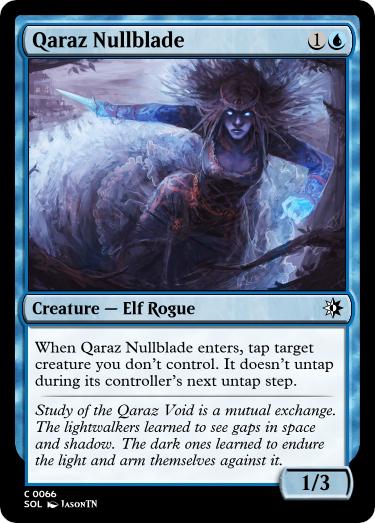 Qaraz Nullblade 1
Creature — Elf Rogue
When Qaraz Nullblade enters, tap target
creature you don't control. It doesn't untap
during its controller's next untap step.
Study of the Qaraz Void is a mutual exchange.
The lightwalkers learned to see gaps in space
and shadow. The dark ones learned to endure
the light and arm themselves against it.
1/3
C 0066
SOL JasonTN